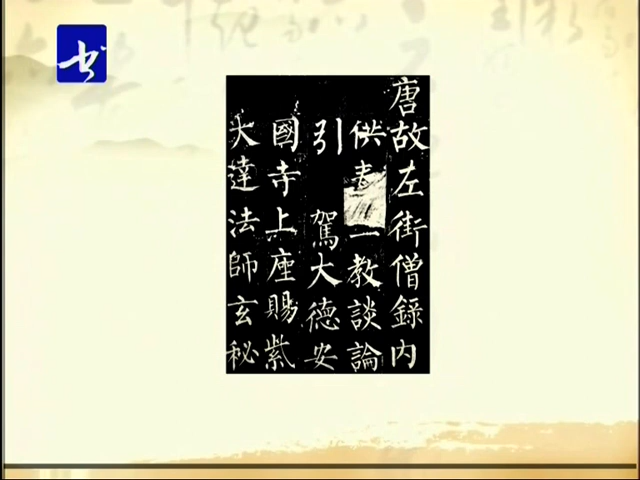 书
唐故左街僧錄內
供奉教談論
引駕大德安
國寺上座賜紫
大達法師玄秘